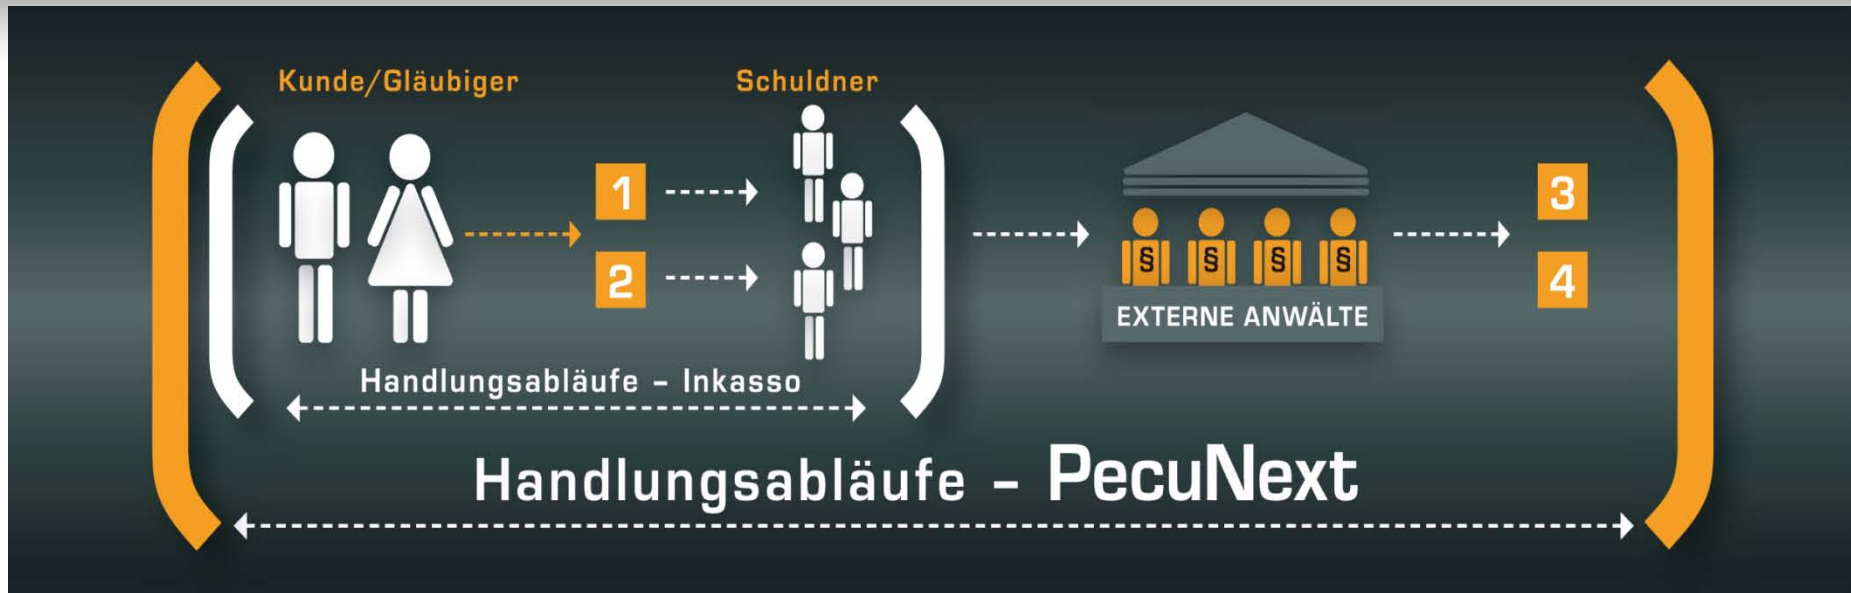 Kunde/Gläubiger
Schuldner
1
2
§ § § §
EXTERNE ANWÄLTE
3
4
Handlungsabläufe – Inkasso
Handlungsabläufe – PecuNext